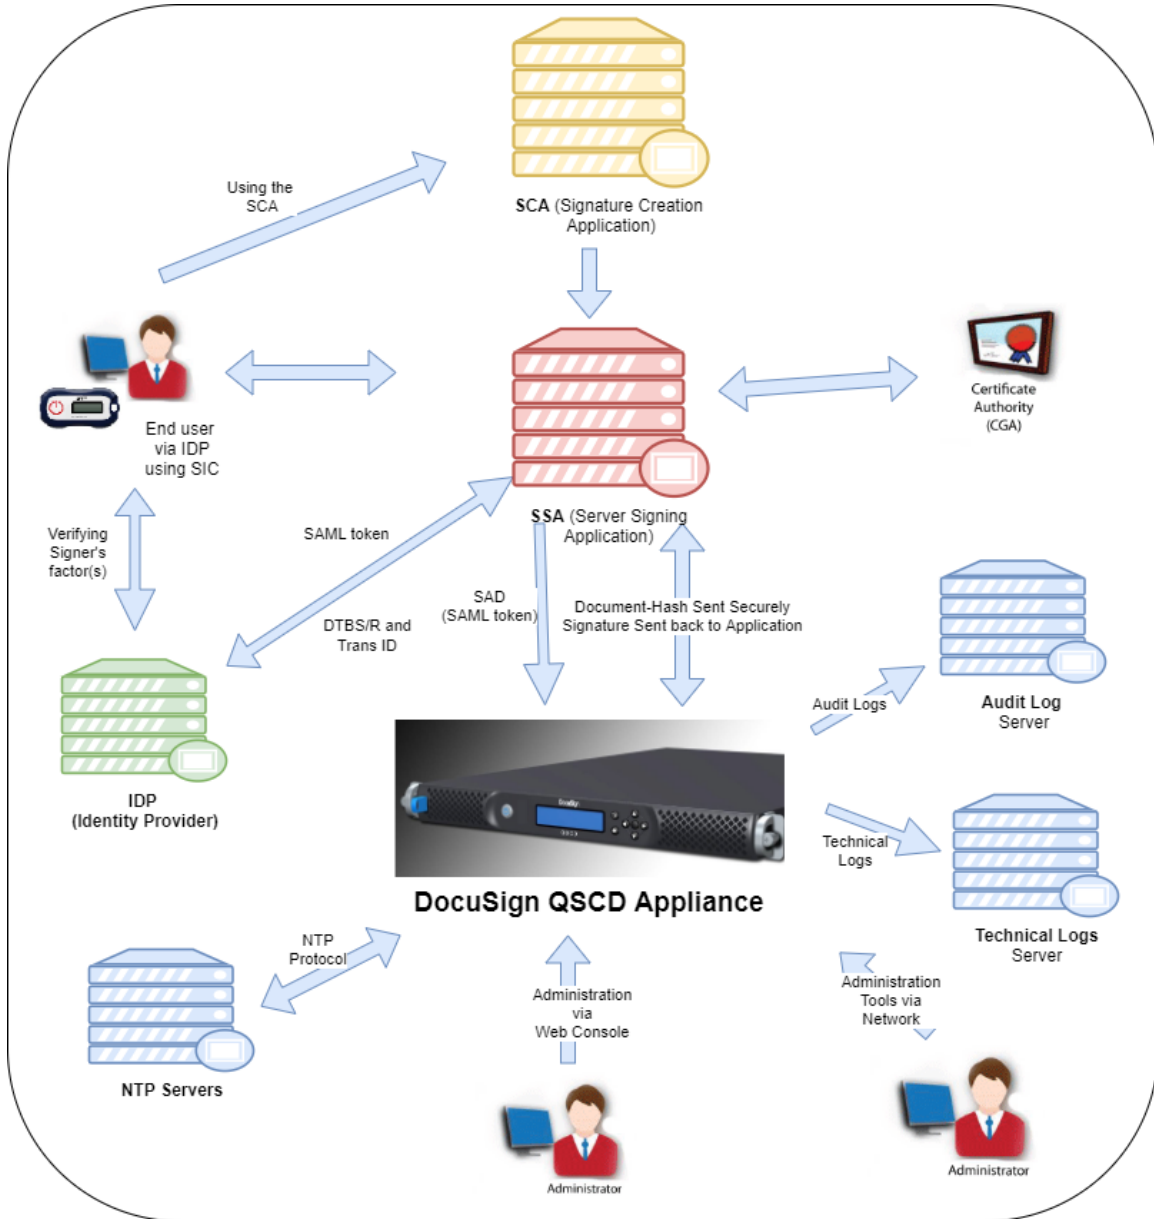 SCA (Signature Creation
Application)
Using the
SCA
End user
via IDP
using SIC
Certificate
Authority
(CGA)
SSA (Server Signing
Application)
Verifying
Signer's
factor(s)
SAML token
DTBS/R and
Trans ID
SAD
(SAML token)
Document-Hash Sent Securely
Signature Sent back to Application
IDP
(Identity Provider)
Audit Logs
Audit Log
Server
Technical
Logs
Technical Logs
Server
DocuSign
QSCD
DocuSign QSCD Appliance
NTP
Protocol
NTP Servers
Administration
via
Web Console
Administration
Tools via
Network
Administrator
Administrator